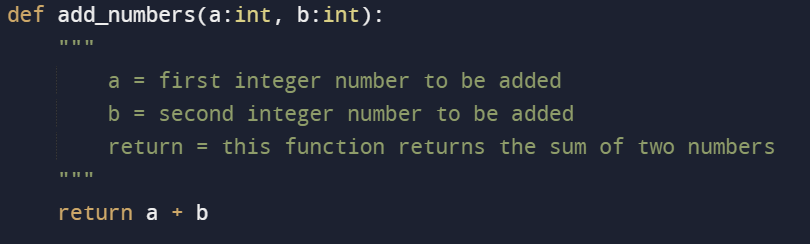 def add_numbers(a:int, b:int):
    """
        a = first integer number to be added
        b = second integer number to be added
        return = this function returns the sum of two numbers
    """
    return a + b